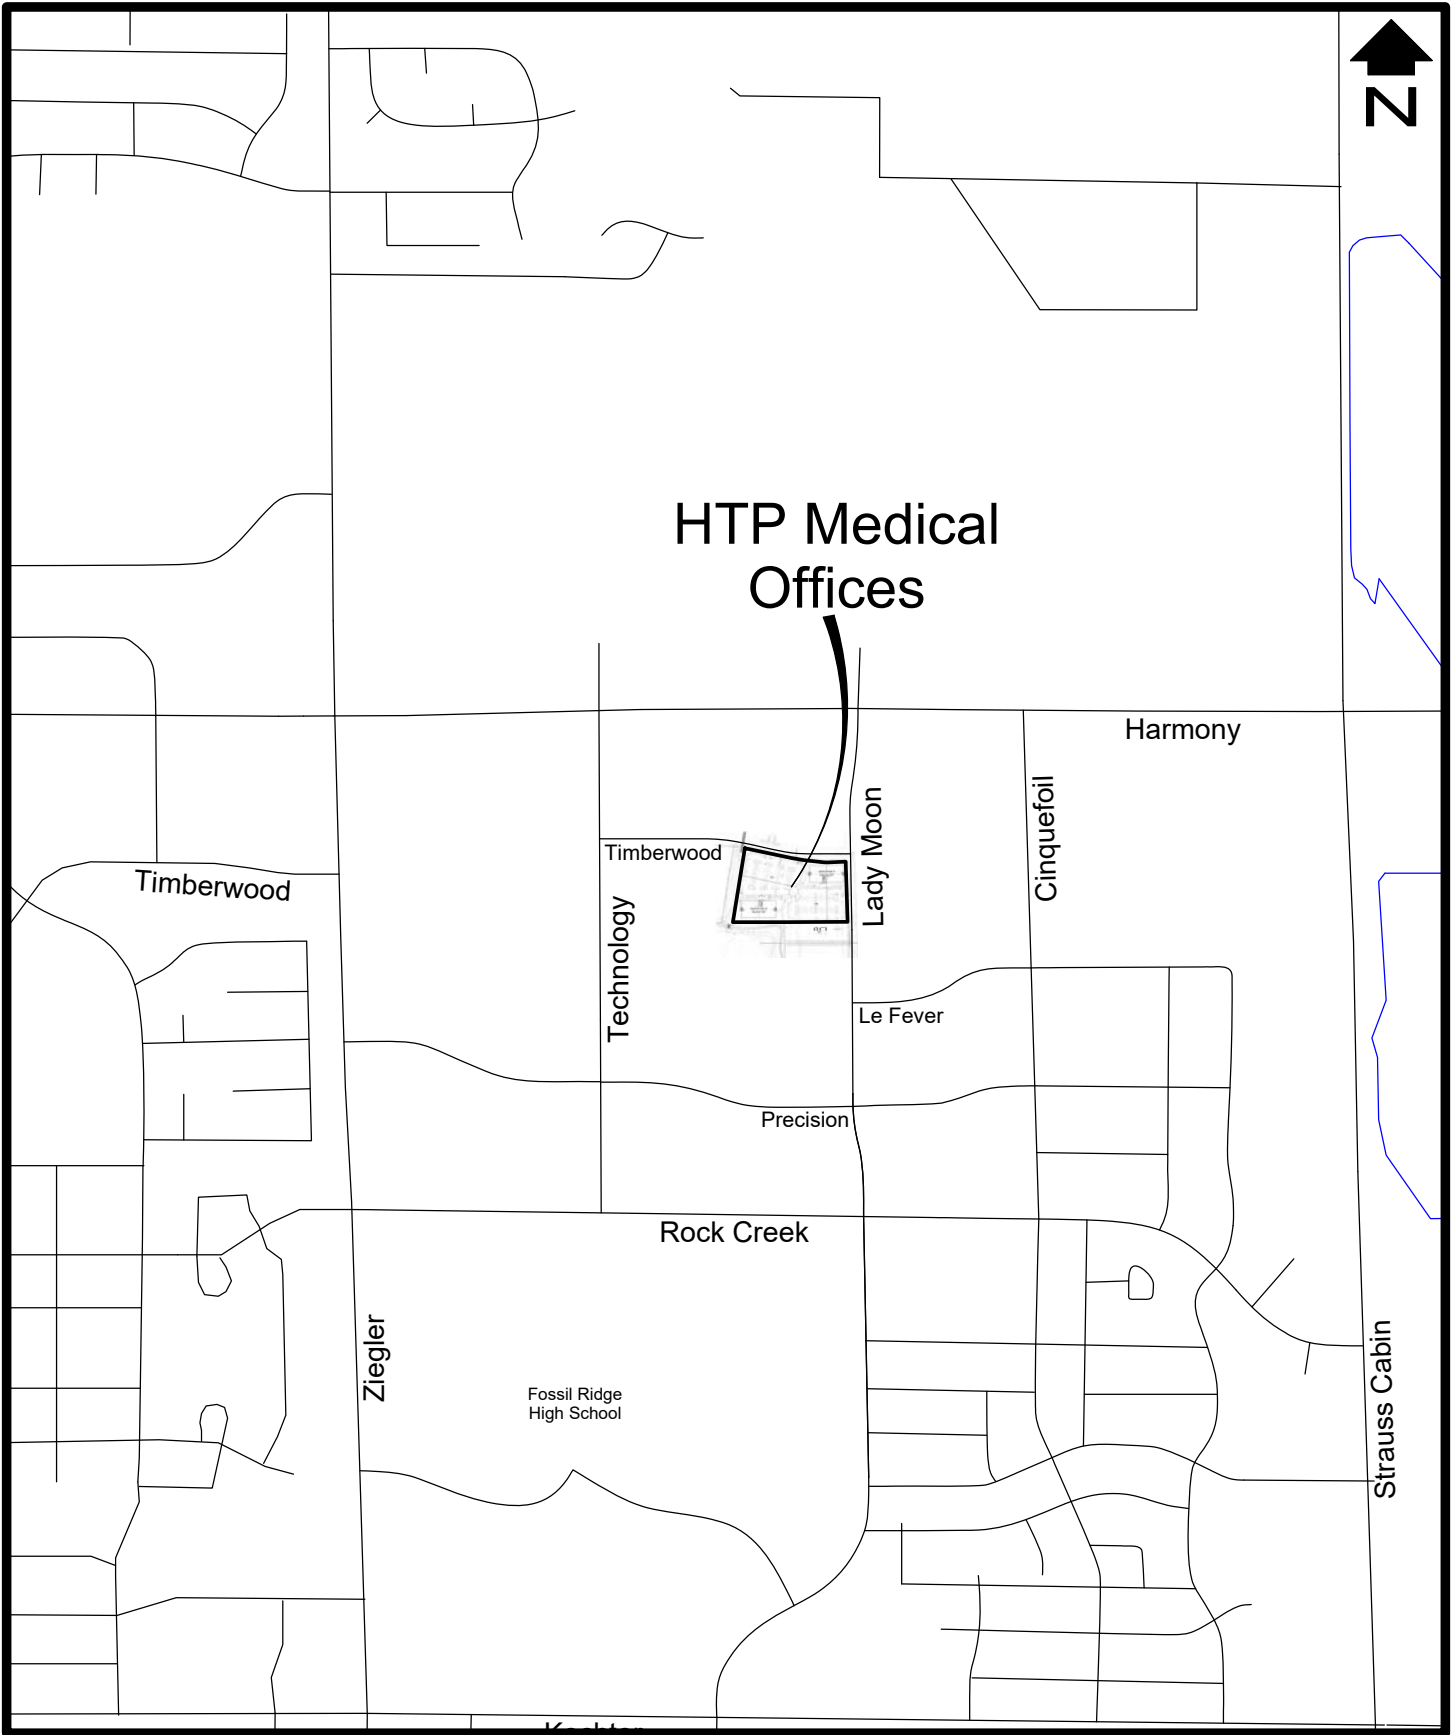 N
HTP Medical
Offices
Harmony
Cinquefoil
Lady Moon
Timberwood
Timberwood
Technology
Le Fever
Precision
Rock Creek
Ziegler
Fossil Ridge
High School
Strauss Cabin